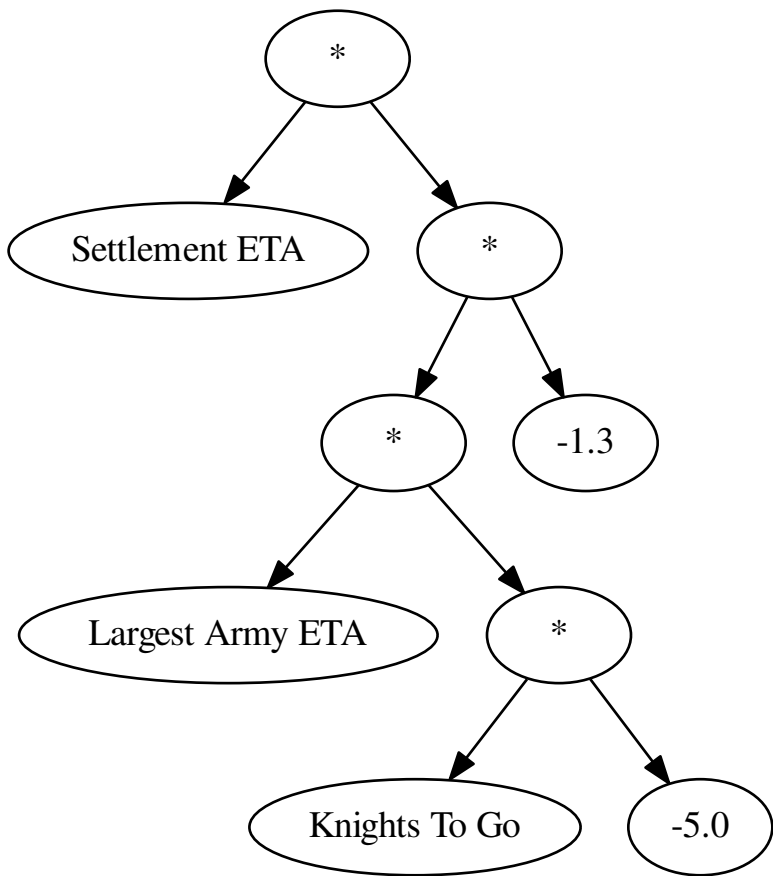 *
Settlement ETA
*
*
-1.3
Largest Army ETA
*
Knights To Go
-5.0